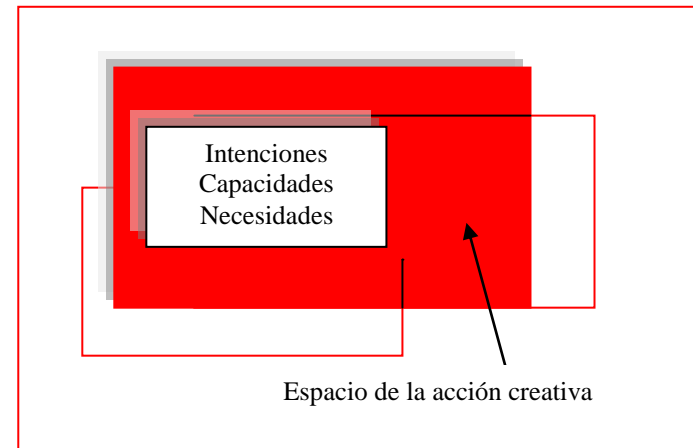 Intenciones
Capacidades
Necesidades
Espacio de la acción creativa